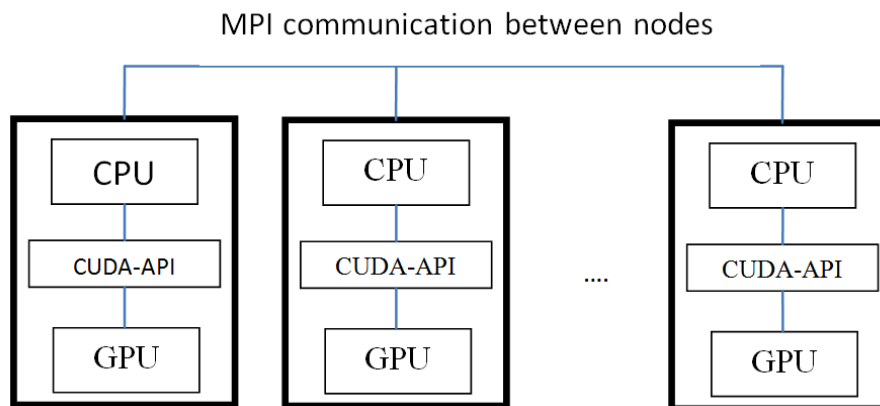 MPI communication between nodes
CPU
CUDA-API
GPU
CPU
CUDA-API
GPU
....
CPU
CUDA-API
GPU